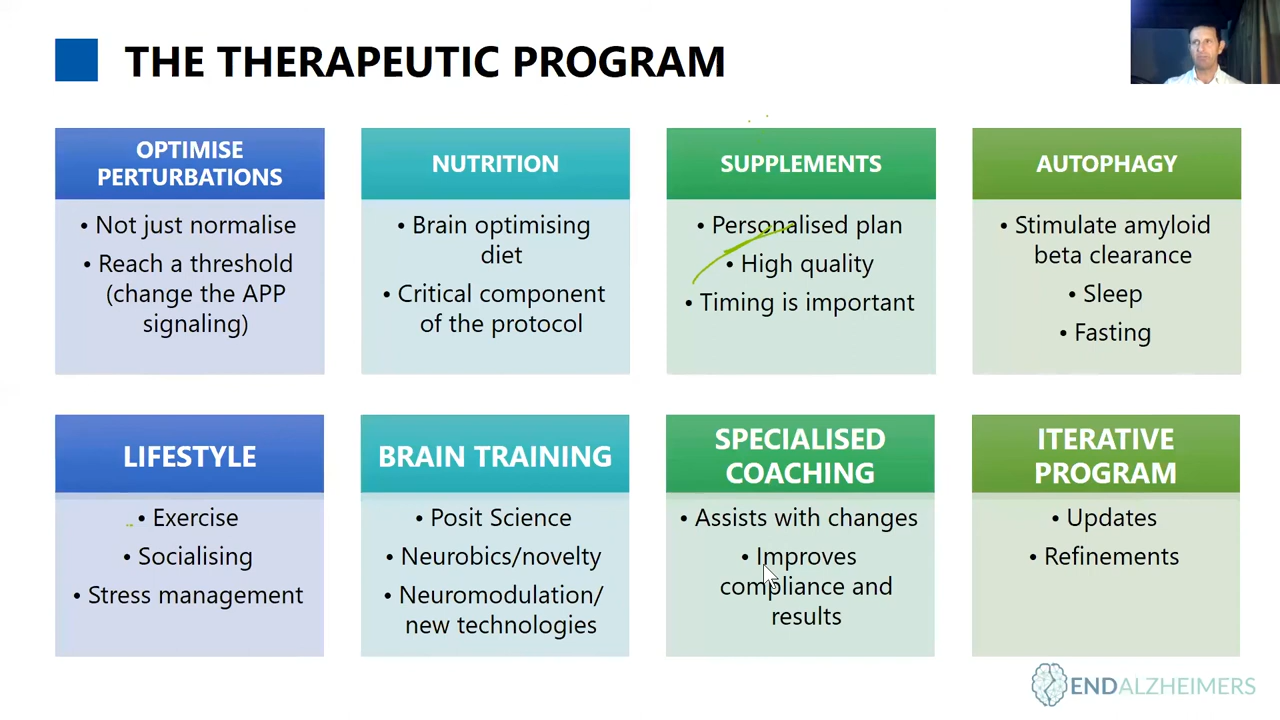 THE THERAPEUTIC PROGRAM
OPTIMISE
PERTURBATIONS
• Not just normalise
• Reach a threshold
(change the APP
signaling)
NUTRITION
• Brain optimising
diet
• Critical component
of the protocol
SUPPLEMENTS
• Personalised plan
• High quality
• Timing is important
AUTOPHAGY
• Stimulate amyloid
beta clearance
• Sleep
• Fasting
LIFESTYLE
• Exercise
• Socialising
• Stress management
BRAIN TRAINING
• Posit Science
• Neurobics/novelty
• Neuromodulation/
new technologies
SPECIALISED
COACHING
• Assists with changes
• Improves
compliance and
results
ITERATIVE
PROGRAM
• Updates
• Refinements
ENDALZHEIMERS